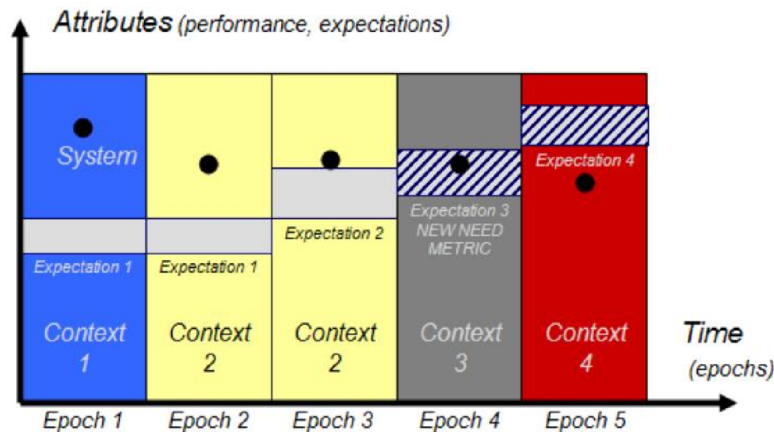 Attributes (performance, expectations)
System
Expectation 1
Expectation 1
Expectation 2
Expectation 3
NEW NEED
METRIC
Expectation 4
Context
1
Context
2
Context
2
Context
3
Context
4
Time
(epochs)
Epoch 1
Epoch 2
Epoch 3
Epoch 4
Epoch 5